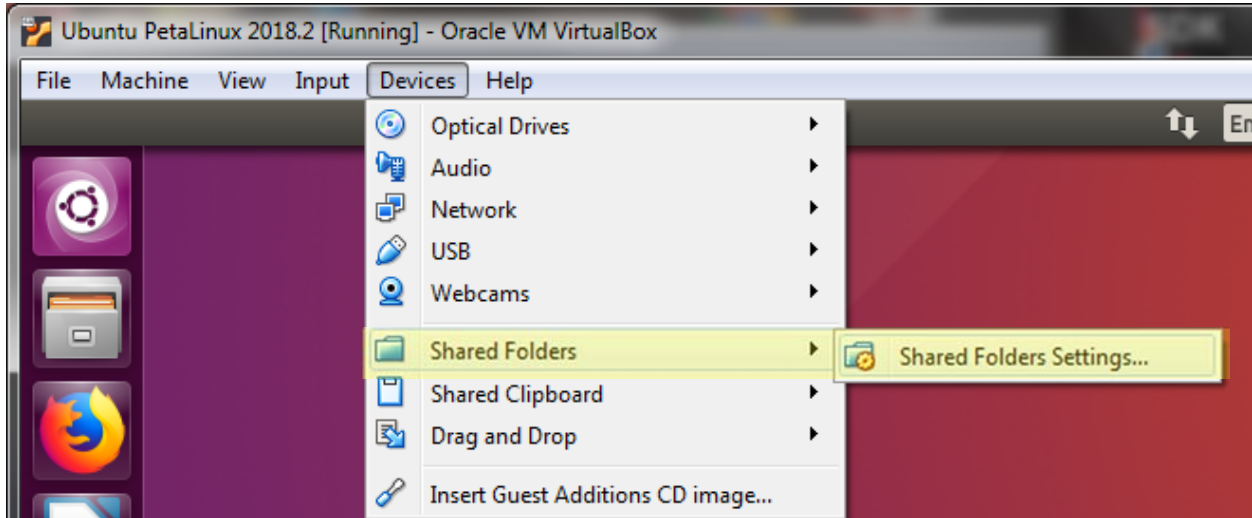 Ubuntu PetaLinux 2018.2 [Running] - Oracle VM VirtualBox
File Machine View Input Devices Help
Optical Drives
En
Audio
Network
USB
Webcams
Shared Folders
Shared Folders Settings...
Shared Clipboard
Drag and Drop
Insert Guest Additions CD image...